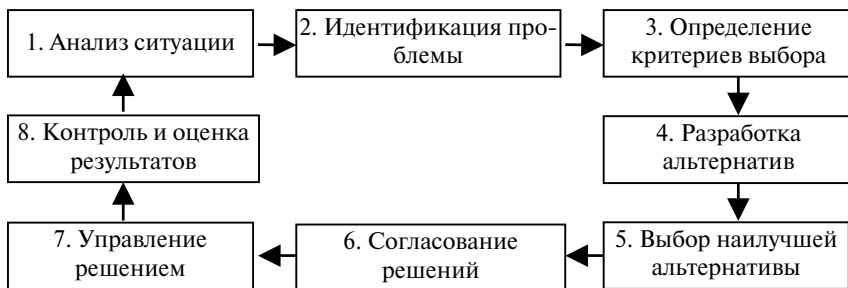 1. Анализ ситуации
2. Идентификация про-
блемы
3. Определение
критериев выбора
4. Разработка
альтернатив
5. Выбор наилучшей
альтернативы
6. Согласование
решений
7. Управление
решением
8. Контроль и оценка
результатов